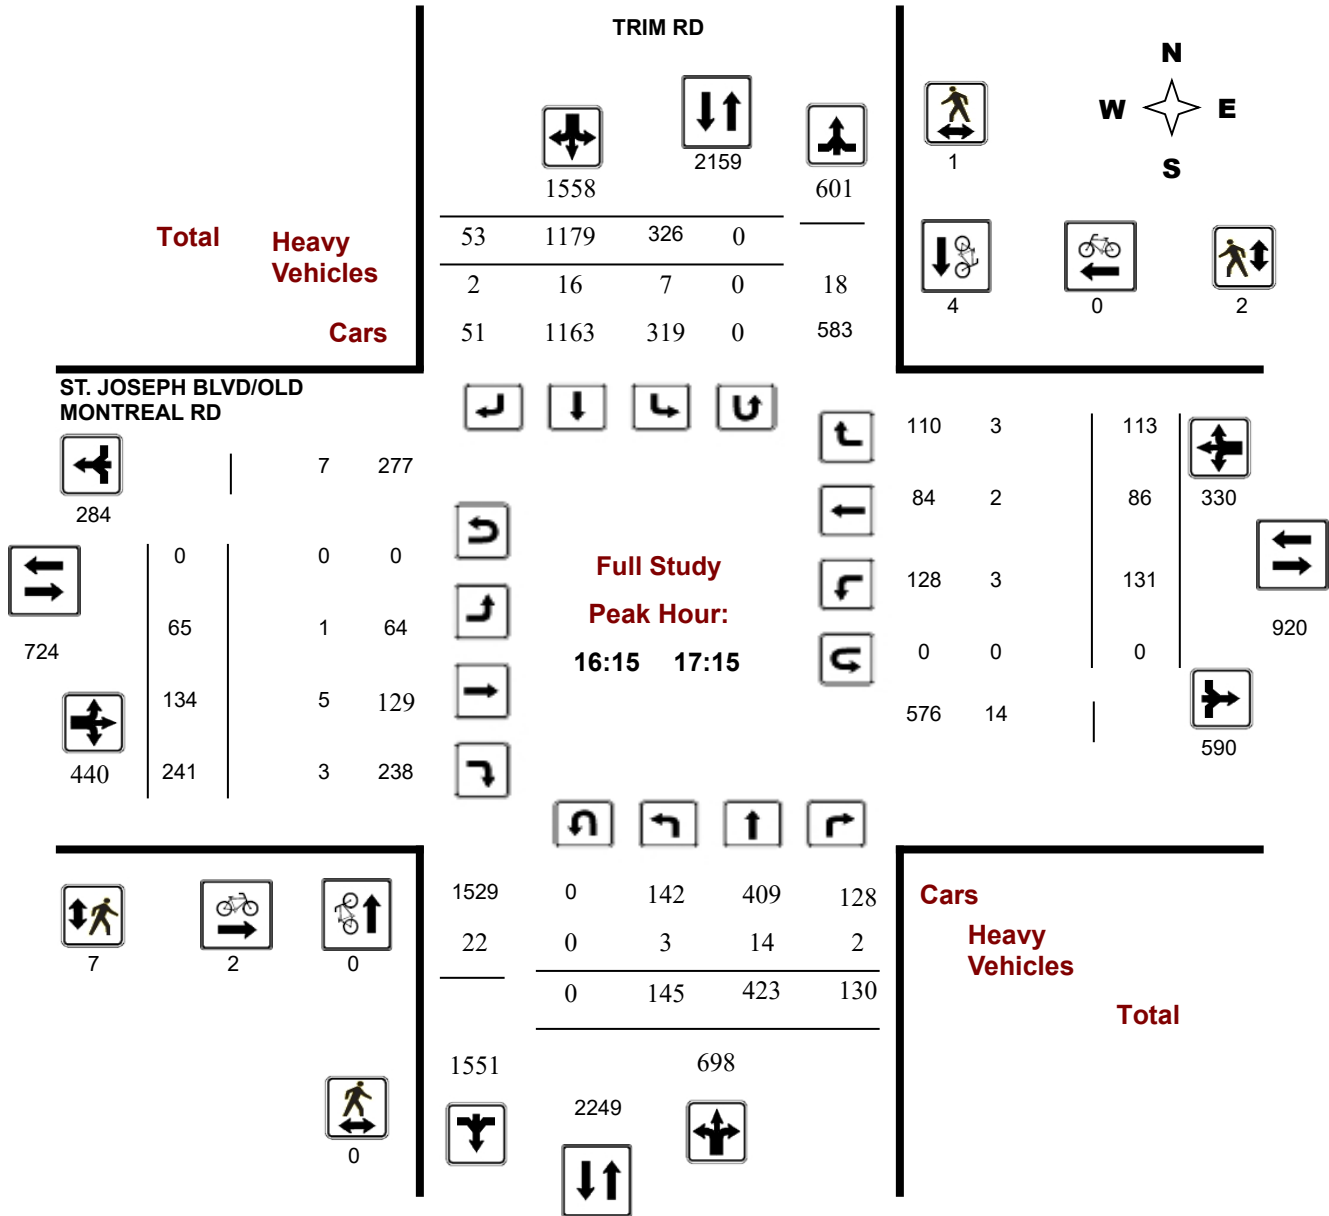 TRIM RD
N
W E
S
2159
1
1558 601
Total Heavy Vehicles
53 1179 326 0
2 16 7 0 18
4 0 2
Cars
51 1163 319 0 583
ST. JOSEPH BLVD/OLD
MONTREAL RD
7 277
284
0 0 0
65 1 64
724
134 5 129
440 241 3 238
110 3 113
84 2 86 330
128 3 131
920
0 0 0
576 14
590
Full Study
Peak Hour:
16:15 17:15
1529 0 142 409 128
22 0 3 14 2
0 145 423 130
1551 698
2249
7 2 0
0
Cars
Heavy
Vehicles
Total